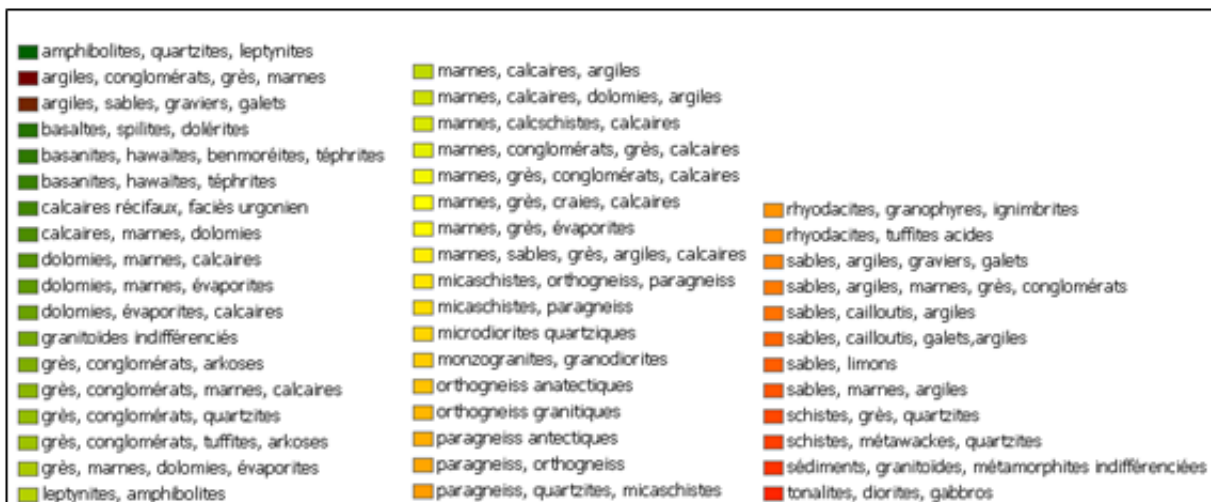 amphibolites, quartzites, leptynites
argiles, conglomérats, grès, marnes
argiles, sables, graviers, galets
basaltes, spilites, dolérites
basanites, hawaïtes, benmoréites, téphrites
basanites, hawaïtes, téphrites
calcaires récifaux, faciès urgonien
calcaires, marnes, dolomies
dolomies, marnes, calcaires
dolomies, marnes, évaporites
dolomies, évaporites, calcaires
granitoïdes indifférenciés
grès, conglomérats, arkoses
grès, conglomérats, marnes, calcaires
grès, conglomérats, quartzites
grès, conglomérats, tuffites, arkoses
grès, marnes, dolomies, évaporites
leptynites, amphibolites
marnes, calcaires, argiles
marnes, calcaires, dolomies, argiles
marnes, calcschistes, calcaires
marnes, conglomérats, grès, calcaires
marnes, grès, conglomérats, calcaires
marnes, grès, craies, calcaires
marnes, grès, évaporites
marnes, sables, grès, argiles, calcaires
micaschistes, orthogneiss, paragneiss
micaschistes, paragneiss
microdiorites quartziques
monzogranites, granodiorites
orthogneiss anatectiques
orthogneiss granitiques
paragneiss antectiques
paragneiss, orthogneiss
paragneiss, quartzites, micaschistes
rhyodacites, granophyres, ignimbrites
rhyodacites, tuffites acides
sables, argiles, graviers, galets
sables, argiles, marnes, grès, conglomérats
sables, cailloutis, argiles
sables, cailloutis, galets,argiles
sables, limons
sables, marnes, argiles
schistes, grès, quartzites
schistes, métawackes, quartzites
sédiments, granitoïdes, métamorphites indifférenciées
tonalites, diorites, gabbros